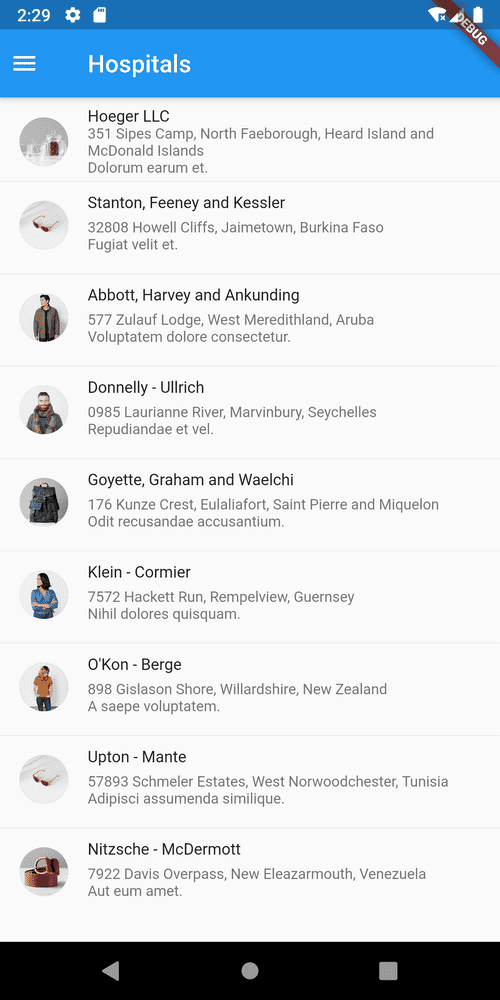 2:29
DEBUG
Hospitals
Hoeger LLC
351 Sipes Camp, North Faeborough, Heard Island and
McDonald Islands
Dolorum earum et.
Stanton, Feeney and Kessler
32808 Howell Cliffs, Jaimetown, Burkina Faso
Fugiat velit et.
Abbott, Harvey and Ankunding
577 Zulauf Lodge, West Meredithland, Aruba
Voluptatem dolore consectetur.
Donnelly - Ullrich
0985 Laurianne River, Marvinbury, Seychelles
Repudiandae et vel.
Goyette, Graham and Waelchi
176 Kunze Crest, Eulaliafort, Saint Pierre and Miquelon
Odit recusandae accusantium.
Klein - Cormier
7572 Hackett Run, Rempelview, Guernsey
Nihil dolores quisquam.
O'Kon - Berge
898 Gislason Shore, Willardshire, New Zealand
A saepe voluptatem.
Upton - Mante
57893 Schmeler Estates, West Norwoodchester, Tunisia
Adipisci assumenda similique.
Nitzsche - McDermott
7922 Davis Overpass, New Eleazarmouth, Venezuela
Aut eum amet.